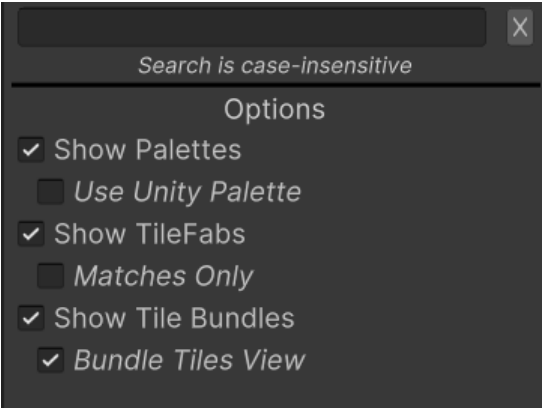 X
Search is case-insensitive
Options
Show Palettes
Use Unity Palette
Show TileFabs
Matches Only
Show Tile Bundles
Bundle Tiles View